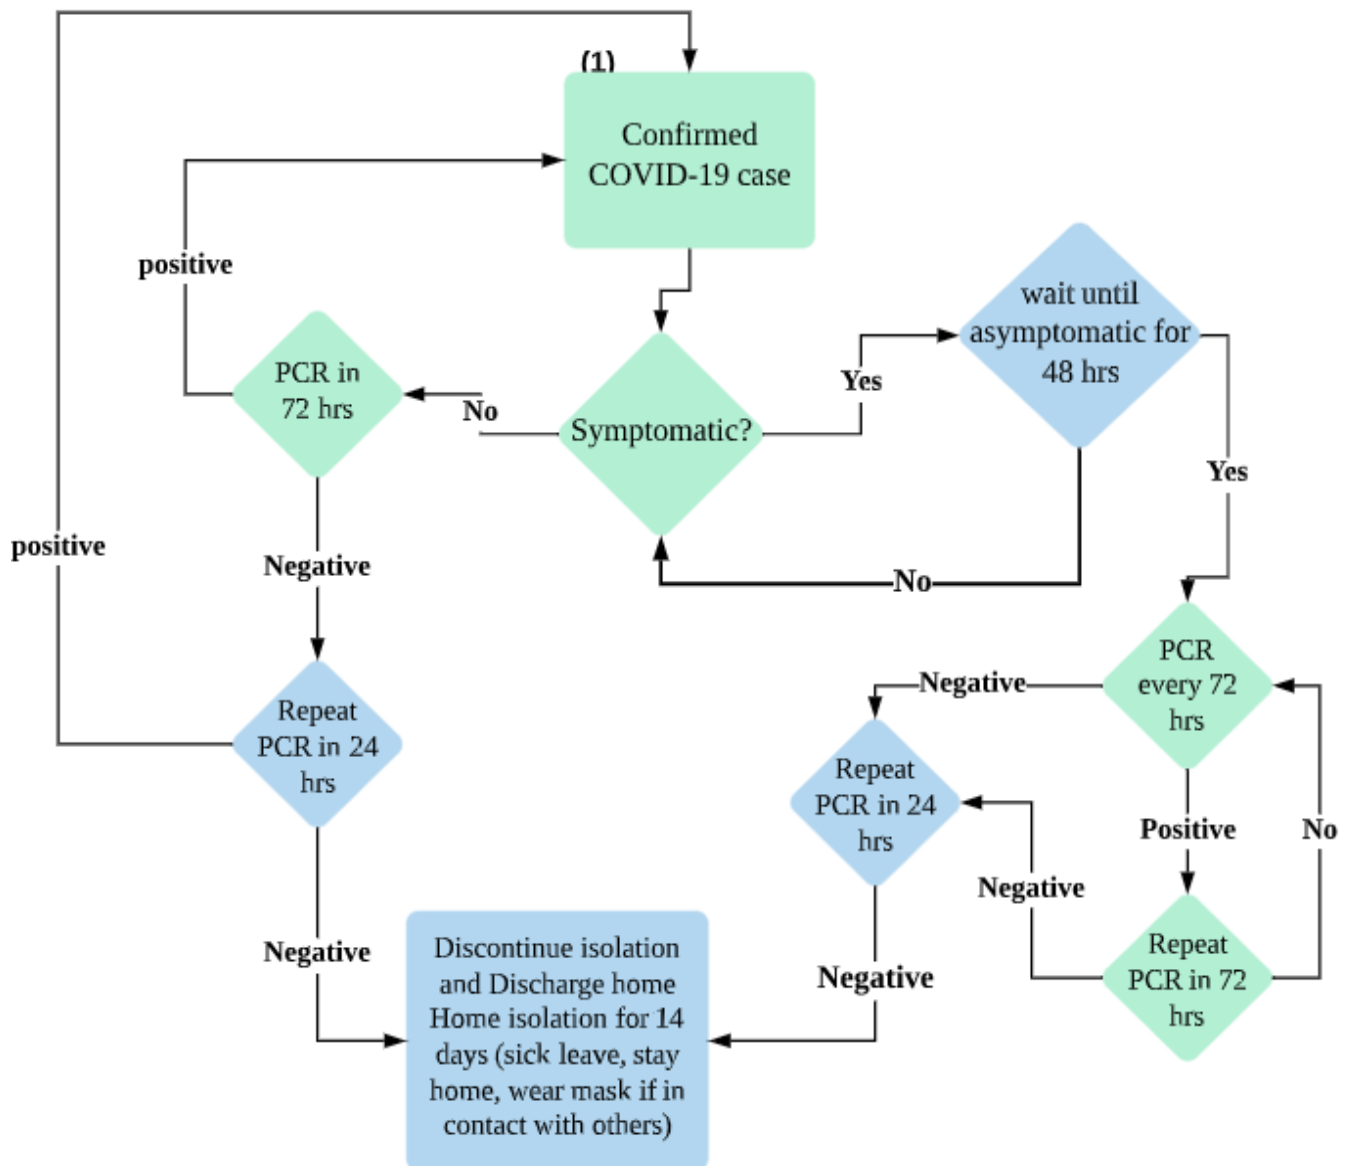 (1)
Confirmed
COVID-19 case
positive
wait until
asymptomatic for
48 hrs
PCR in
72 hrs
Yes
No
Symptomatic?
Yes
positive
Negative
No
PCR
every 72
hrs
Negative
Repeat
PCR in 24
hrs
Repeat
PCR in 24
hrs
Positive
No
Negative
Negative
Negative
Repeat
PCR in 72
hrs
Discontinue isolation
and Discharge home
Home isolation for 14
days (sick leave, stay
home, wear mask if in
contact with others)